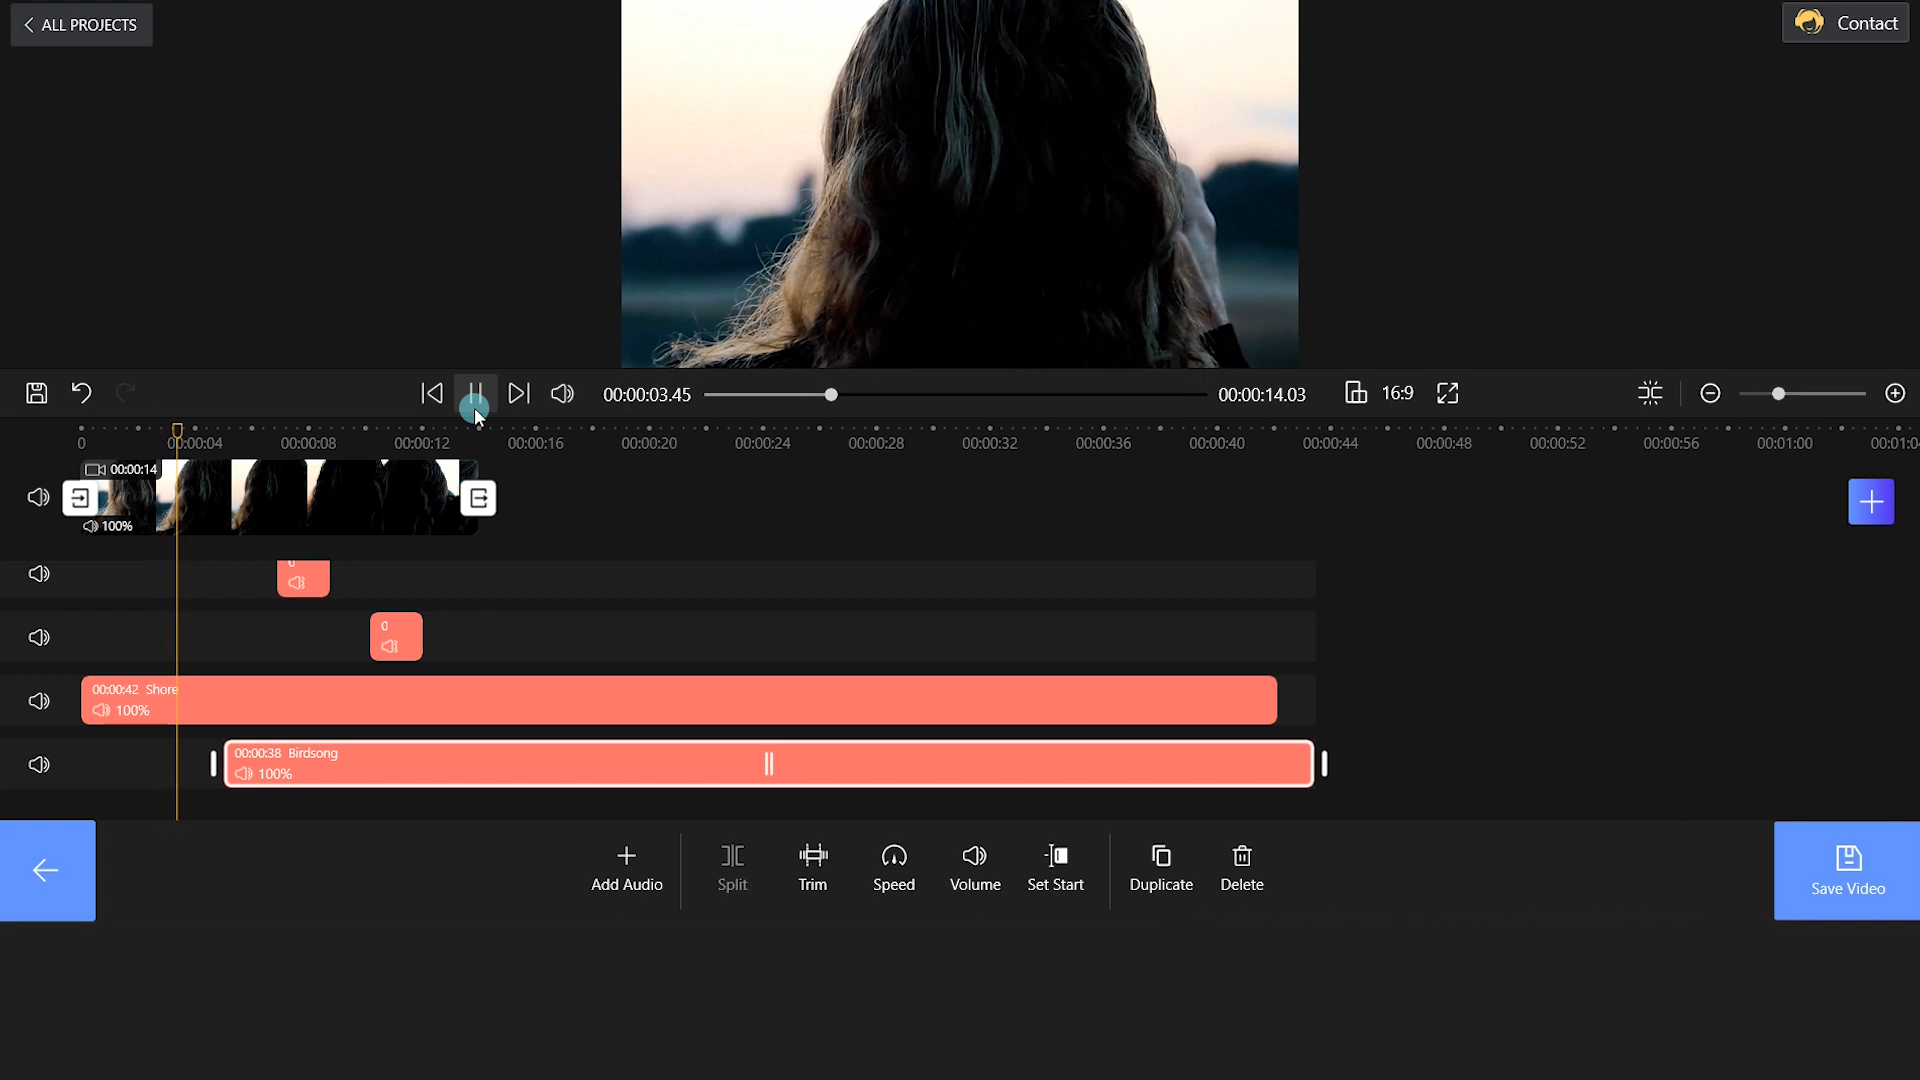 ALL PROJECTS
Contact
00:00:03.45
00:00:14.03
16:9
0
00:00:04
00:00:08
00:00:12
00:00:16
00:00:20
00:00:24
00:00:28
00:00:32
00:00:36
00:00:40
00:00:44
00:00:48
00:00:52
00:00:56
00:01:00
00:01:0
00:00:14
100%
0
00:00:42 Shore
100%
00:00:38 Birdsong
100%
Add Audio
Split
Trim
Speed
Volume
Set Start
Duplicate
Delete
Save Video